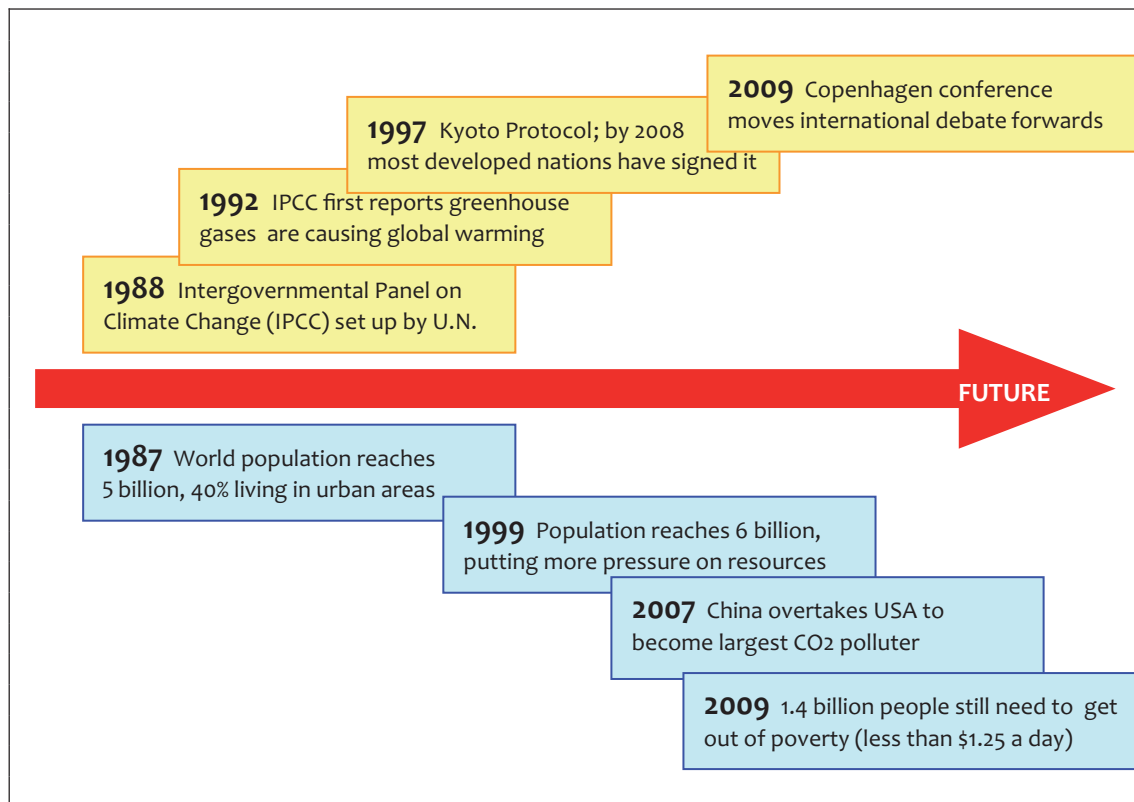 2009 Copenhagen conference
moves international debate forwards
1997 Kyoto Protocol; by 2008
most developed nations have signed it
1992 IPCC first reports greenhouse
gases are causing global warming
1988 Intergovernmental Panel on
Climate Change (IPCC) set up by U.N.
FUTURE
1987 World population reaches
5 billion, 40% living in urban areas
1999 Population reaches 6 billion,
putting more pressure on resources
2007 China overtakes USA to
become largest CO2 polluter
2009 1.4 billion people still need to get
out of poverty (less than $1.25 a day)